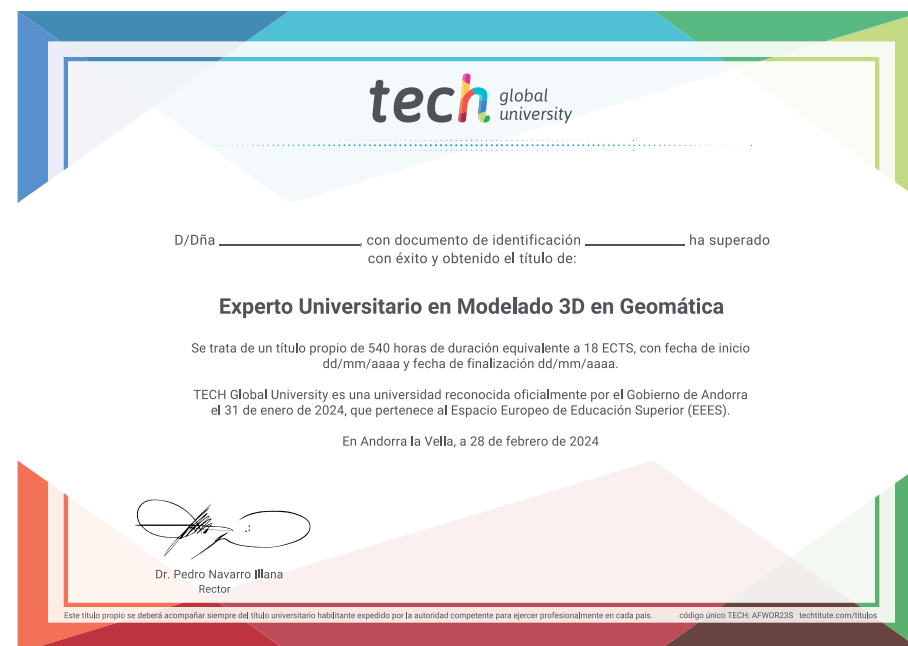 tech global
university
D/Dña ______________, con documento de identificación __________ ha superado
con éxito y obtenido el título de:
Experto Universitario en Modelado 3D en Geomática
Se trata de un título propio de 540 horas de duración equivalente a 18 ECTS, con fecha de inicio
dd/mm/aaaa y fecha de finalización dd/mm/aaaa.
TECH Global University es una universidad reconocida oficialmente por el Gobierno de Andorra
el 31 de enero de 2024, que pertenece al Espacio Europeo de Educación Superior (EEES).
En Andorra la Vella, a 28 de febrero de 2024
Dr. Pedro Navarro Illana
Rector
Este título propio se deberá acompañar siempre del título universitario habilitante expedido por la autoridad competente para ejercer profesionalmente en cada país. código único TECH: AFWOR23S techtitute.com/titulos